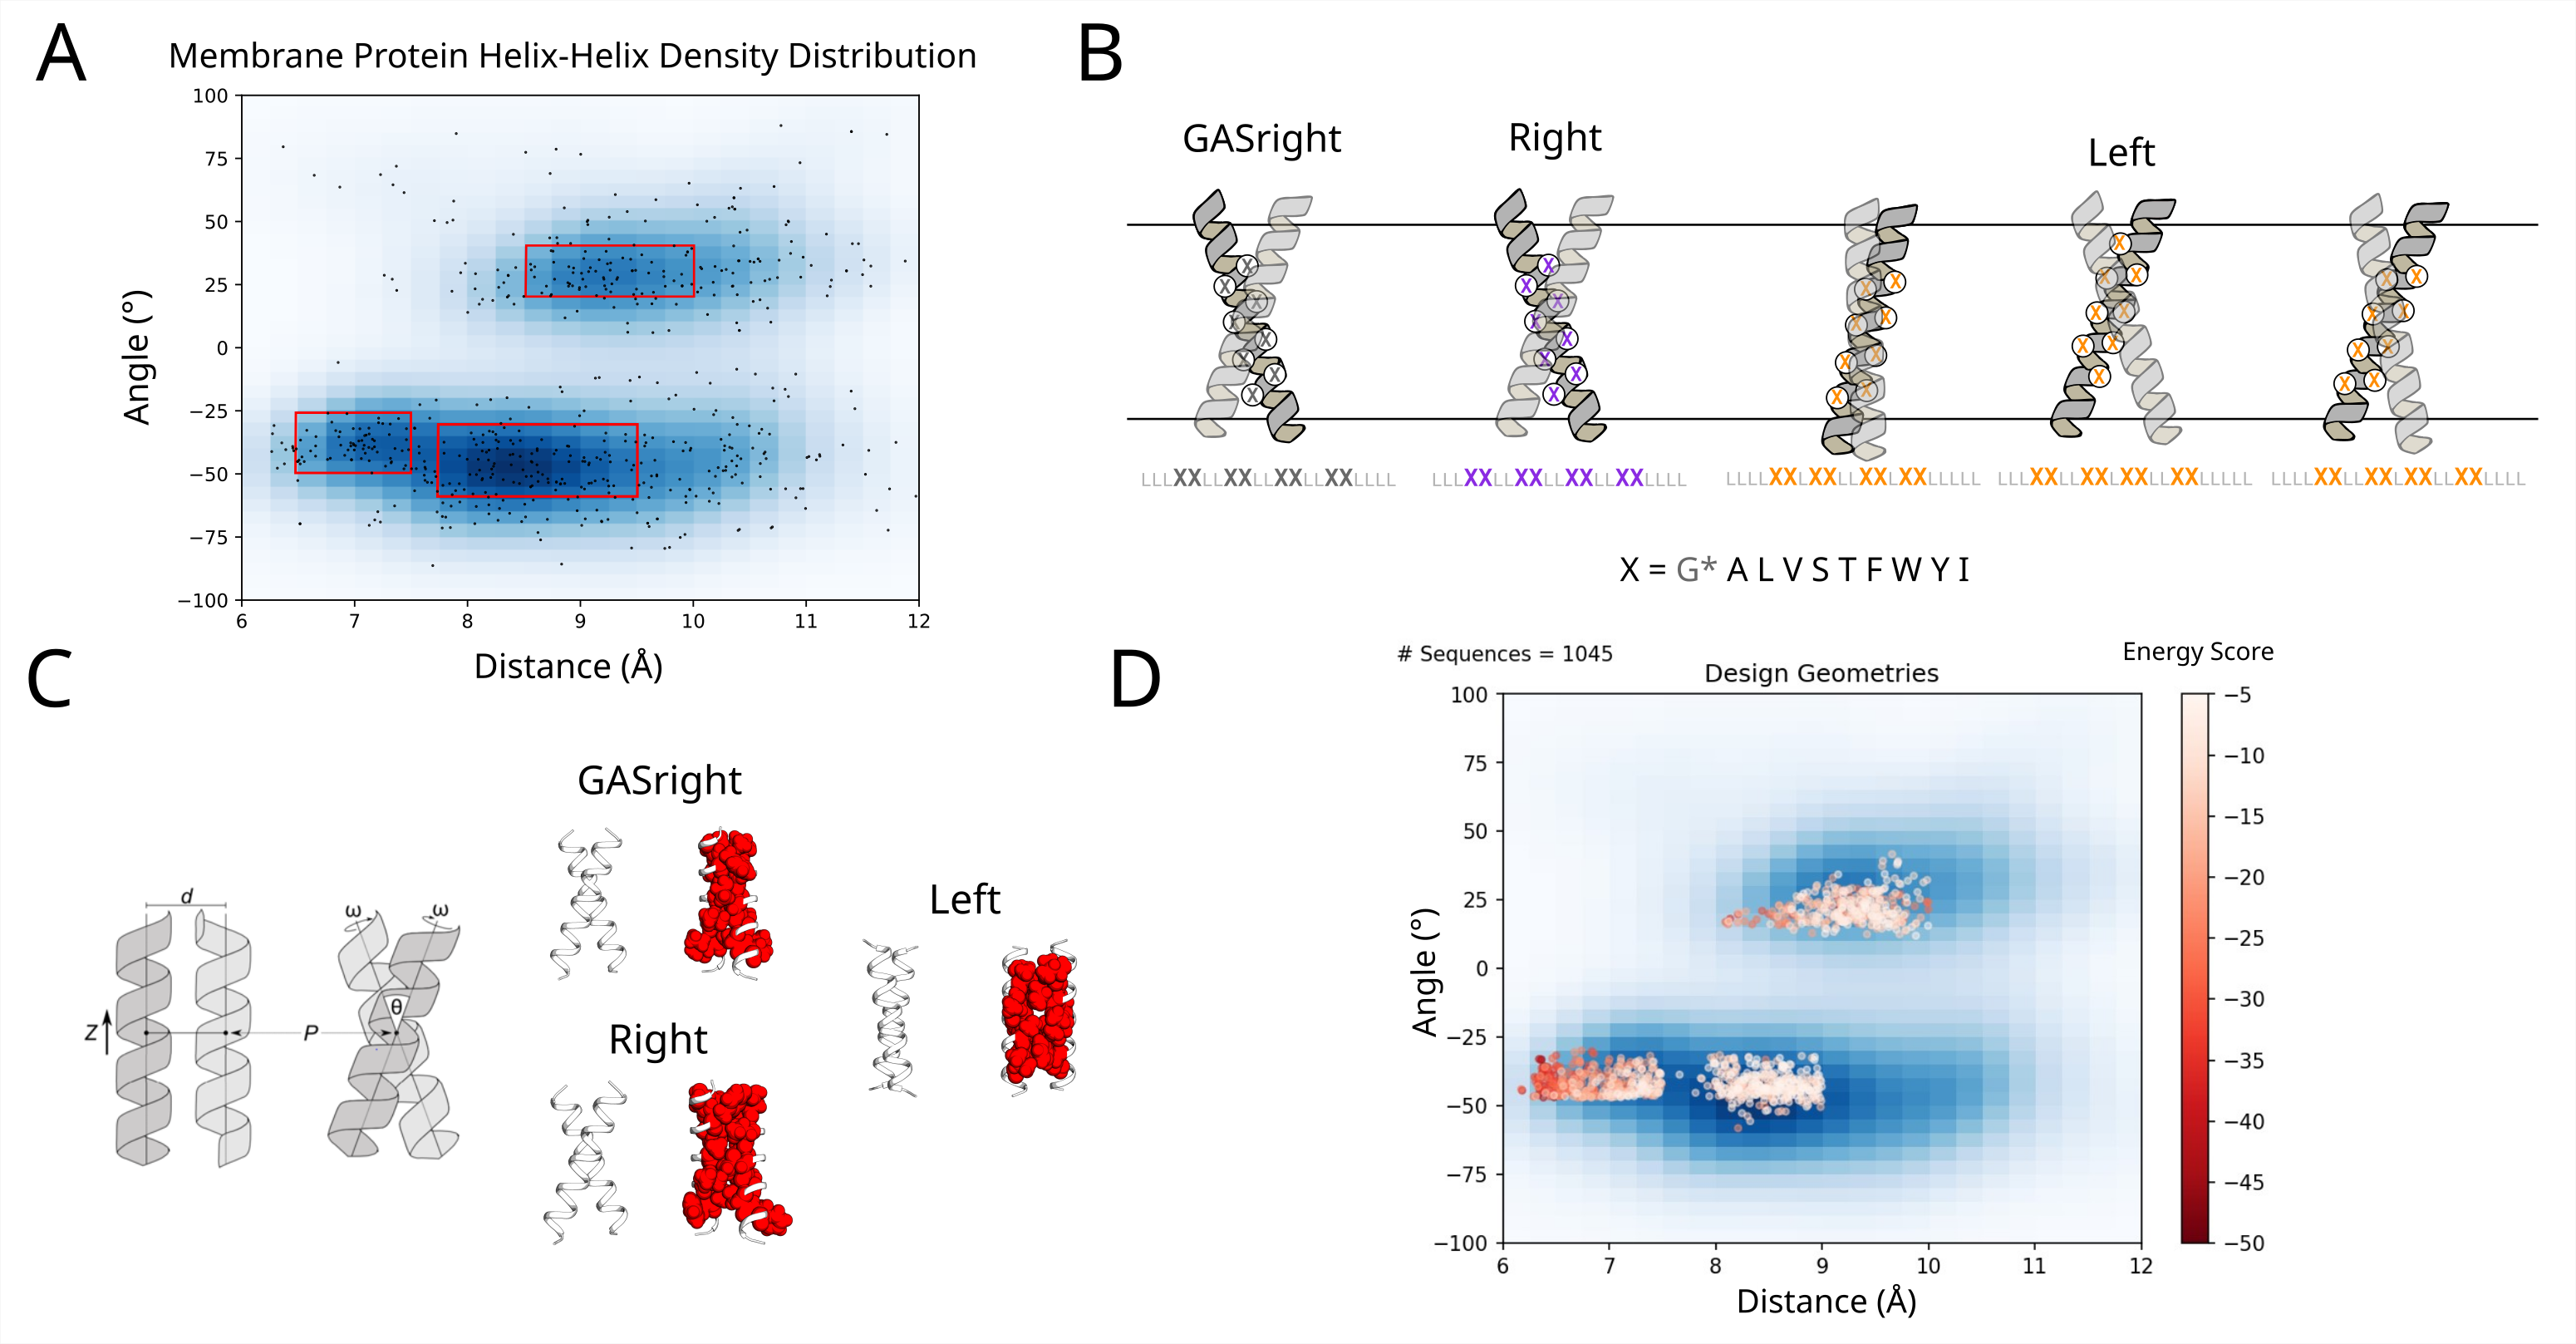 A
Membrane Protein Helix-Helix Density Distribution
100
75
50
25
0
−25
−50
−75
−100
6 7 8 9 10 11 12
Angle (°)
Distance (Å)
B
GASright
Right
Left
X X X X X X X X
X X X X X X X X
X X X X X X X X
X X X X X X X X
X X X X X X X X
LLLXXLLXXLLXXLLXXLLLL
LLLXXLLXXLLXXLLXXLLLL
LLLLXXLXXLLXXLXXLLLLL
LLLXXLLXXLXXLLXXLLLLL
LLLLXXLLXXLXXLLXXLLLL
X = G* A L V S T F W Y I
C
d
Z
P
ω ω
θ
GASright
Right
Left
D
# Sequences = 1045
Design Geometries
Energy Score
100
75
50
25
0
−25
−50
−75
−100
6 7 8 9 10 11 12
Angle (°)
Distance (Å)
−5
−10
−15
−20
−25
−30
−35
−40
−45
−50